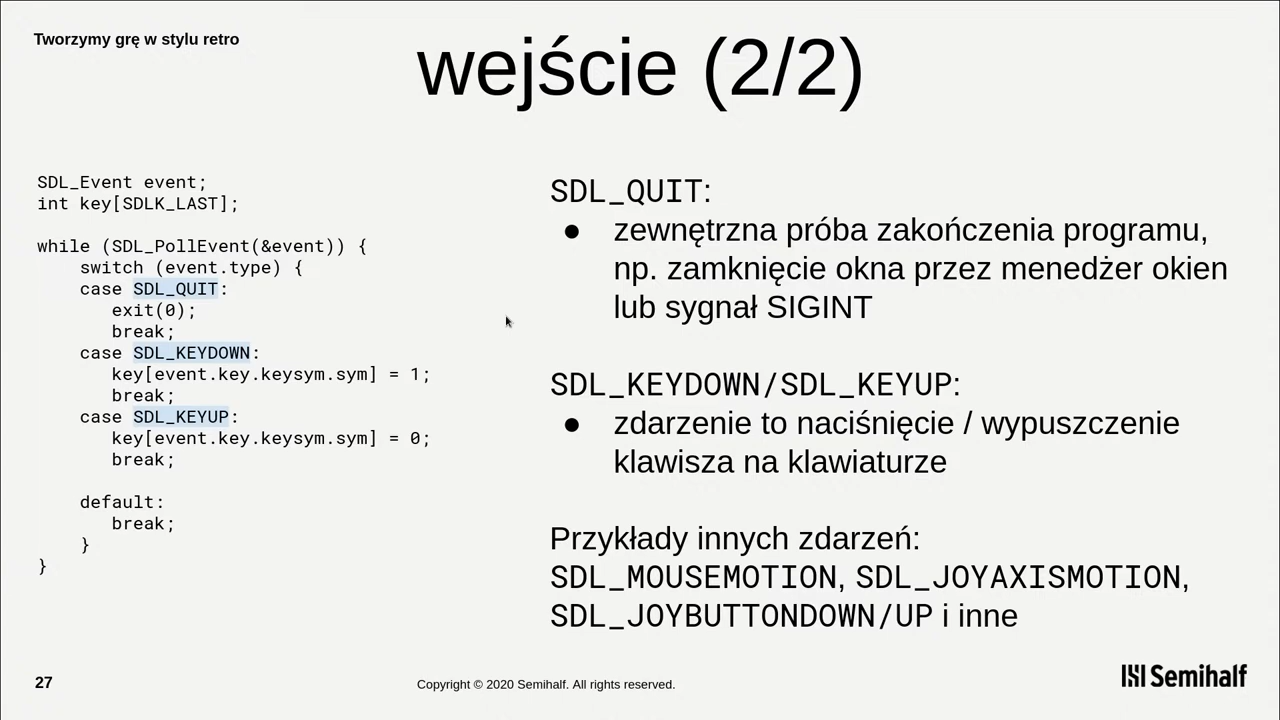 Tworzymy grę w stylu retro
wejście (2/2)
SDL_Event event;
int key[SDLK_LAST];
while (SDL_PollEvent(&event)) {
switch (event.type) {
case SDL_QUIT:
exit(0);
break;
case SDL_KEYDOWN:
key[event.key.keysym.sym] = 1;
break;
case SDL_KEYUP:
key[event.key.keysym.sym] = 0;
break;
default:
break;
}
}
SDL_QUIT:
● zewnętrzna próba zakończenia programu,
np. zamknięcie okna przez menedżer okien
lub sygnał SIGINT
SDL_KEYDOWN/SDL_KEYUP:
● zdarzenie to naciśnięcie / wypuszczenie
klawisza na klawiaturze
Przykłady innych zdarzeń:
SDL_MOUSEMOTION, SDL_JOYAXISMOTION,
SDL_JOYBUTTONDOWN/UP i inne
27
Copyright © 2020 Semihalf. All rights reserved.
Semihalf